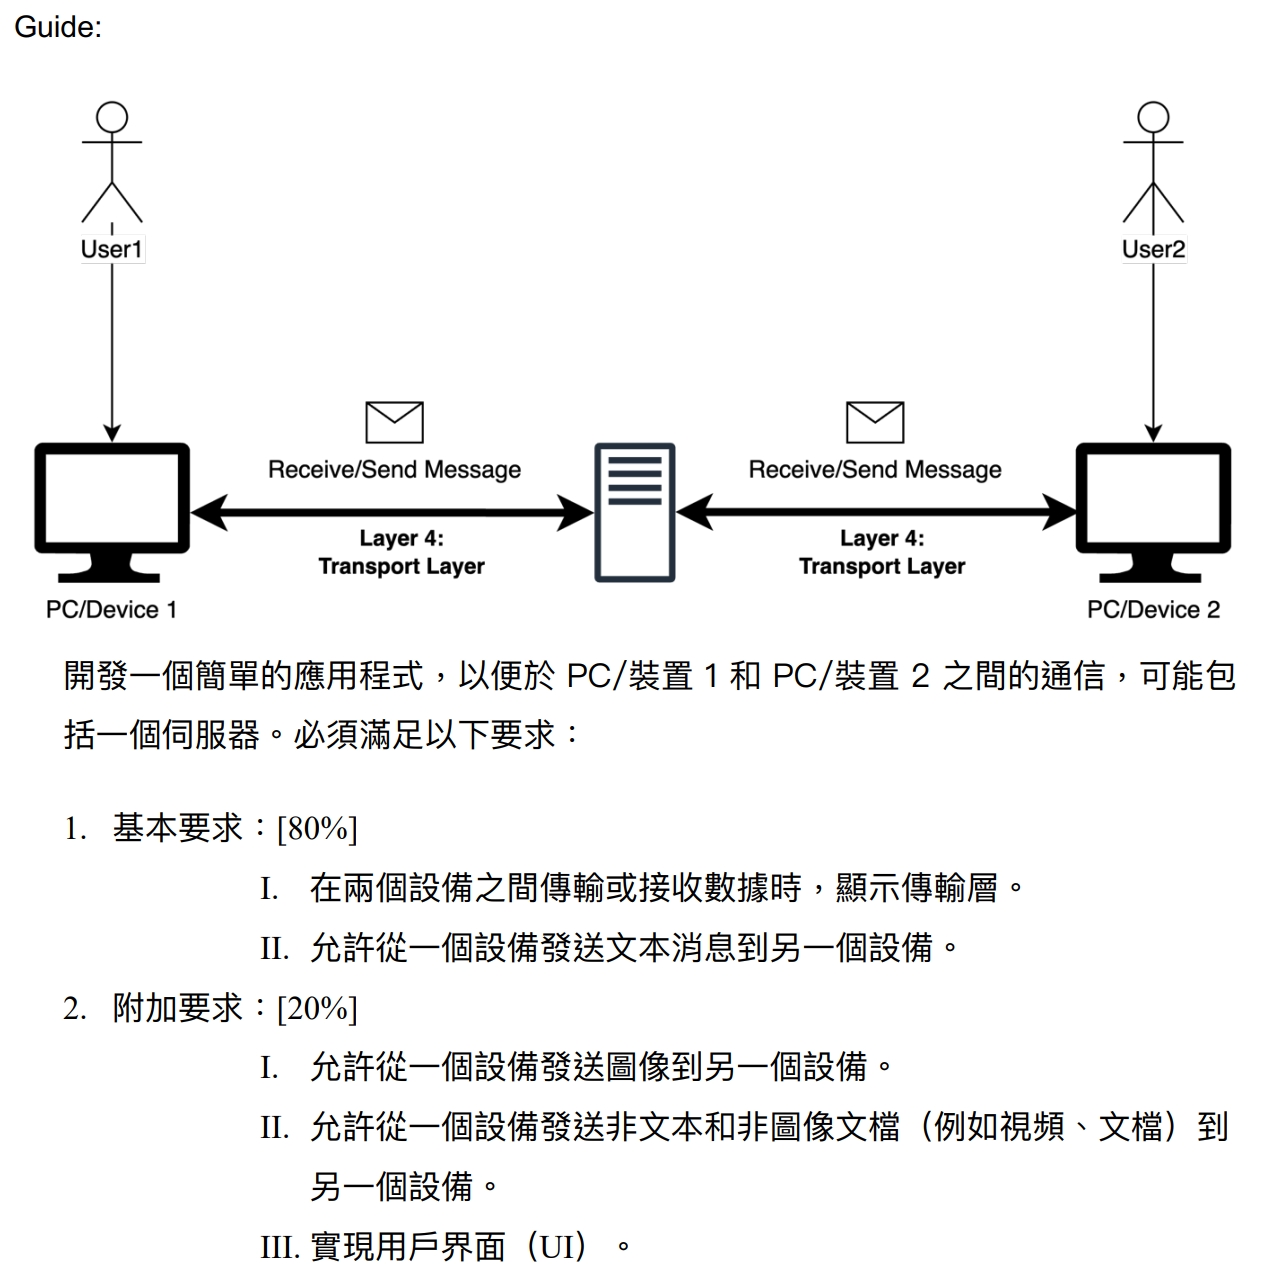 Guide:
User1
User2
Receive/Send Message
Receive/Send Message
Layer 4:
Transport Layer
Layer 4:
Transport Layer
PC/Device 1
PC/Device 2
開發一個簡單的應用程式，以便於 PC/裝置 1 和 PC/裝置 2 之間的通信，可能包
括一個伺服器。必須滿足以下要求：
1. 基本要求：[80%]
I. 在兩個設備之間傳輸或接收數據時，顯示傳輸層。
II. 允許從一個設備發送文本消息到另一個設備。
2. 附加要求：[20%]
I. 允許從一個設備發送圖像到另一個設備。
II. 允許從一個設備發送非文本和非圖像文檔（例如視頻、文檔）到
另一個設備。
III. 實現用戶界面（UI）。